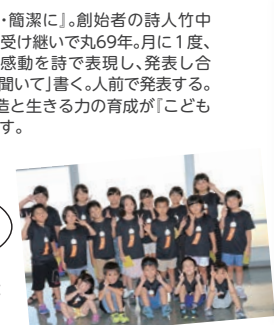 ・簡潔に』。創始者の詩人竹中
受け継いで丸69年。月に1度、
感動を詩で表現し、発表し合
聞いて」書く。人前で発表する。
造と生きる力の育成が『こども
す。